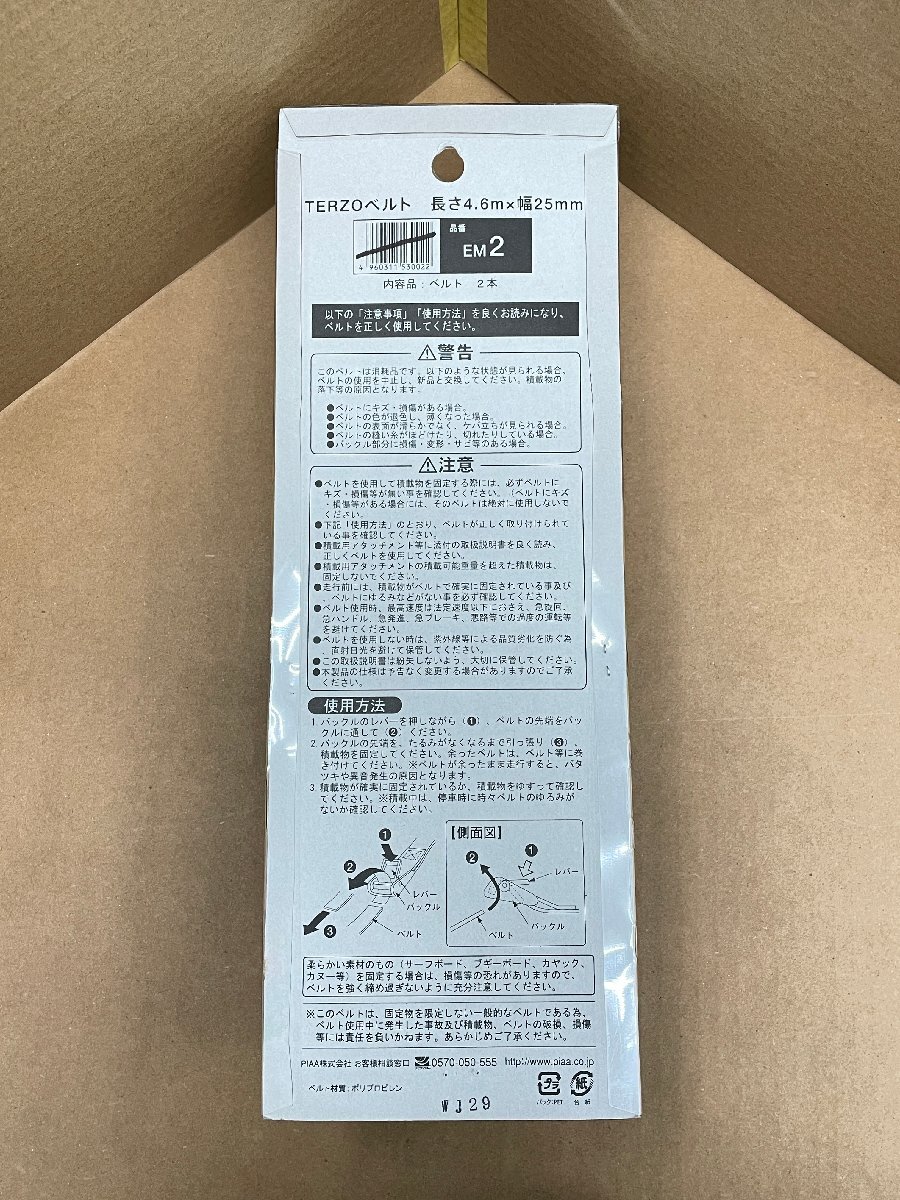 TERZOベルト 長さ4.6m×幅25mm
4 960311 530022
品番
EM2
内容品：ベルト 2本
以下の「注意事項」「使用方法」を良くお読みになり、
ベルトを正しく使用してください。
⚠警告
このベルトは消耗品です。以下のような状態が見られる場合、
ベルトの使用を中止し、新品と交換してください。積載物の
落下等の原因となります。
●ベルトにキズ・損傷がある場合。
●ベルトの色が退色し、薄くなった場合。
●ベルトの表面が滑らかでなく、ケバ立ちが見られる場合。
●ベルトの縫い糸がほどけたり、切れたりしている場合。
●バックル部分に損傷・変形・サビ等のある場合。
⚠注意
●ベルトを使用して積載物を固定する際には、必ずベルトに
キズ・損傷等が無い事を確認してください。（ベルトにキズ
・損傷等がある場合には、そのベルトは絶対に使用しないで
ください。
●下記「使用方法」のとおり、ベルトが正しく取り付けられて
いる事を確認してください。
●積載用アタッチメント等に添付の取扱説明書を良く読み、
正しくベルトを使用してください。
●積載用アタッチメントの積載可能重量を超えた積載物は、
固定しないでください。
●走行前には、積載物がベルトで確実に固定されている事及び
、ベルトにゆるみなどがない事を必ず確認してください。
●ベルト使用時、最高速度は法定速度以下におさえ、急旋回、
急ハンドル、急発進、急ブレーキ、悪路等での過度の運転等
を避けてください。
●ベルトを使用しない時は、紫外線等による品質劣化を防ぐ為
、直射日光を避けて保管してください。
●この取扱説明書は紛失しないよう、大切に保管してください。
●本製品の仕様は予告なく変更する場合がありますのでご了承
ください。
使用方法
1. バックルのレバーを押しながら（❶）、ベルトの先端をバッ
クルに通して（❷）ください。
2. バックルの先端を、たるみがなくなるまで引っ張り（❸）、
積載物を固定してください。余ったベルトは、ベルト等に巻
き付けてください。※ベルトが余ったまま走行すると、バタ
ツキや異音発生の原因となります。
3. 積載物が確実に固定されているか、積載物をゆすって確認し
てください。※積載中は、停車時に時々ベルトのゆるみが
ないか確認してください。
❶
❷
❸
レバー
バックル
ベルト
【側面図】
❶
❷
レバー
バックル
ベルト
柔らかい素材のもの（サーフボード、ブギーボード、カヤック、
カヌー等）を固定する場合は、損傷等の恐れがありますので、
ベルトを強く締め過ぎないように充分注意してください。
※このベルトは、固定物を限定しない一般的なベルトである為、
ベルト使用中に発生した事故及び積載物、ベルトの破損、損傷
等には責任を負いかねます。あらかじめご了承ください。
PIAA株式会社 お客様相談窓口 0570-050-555 http://www.piaa.co.jp
ベルト材質：ポリプロピレン
プラ
パック:PET
紙
台 紙
WJ29